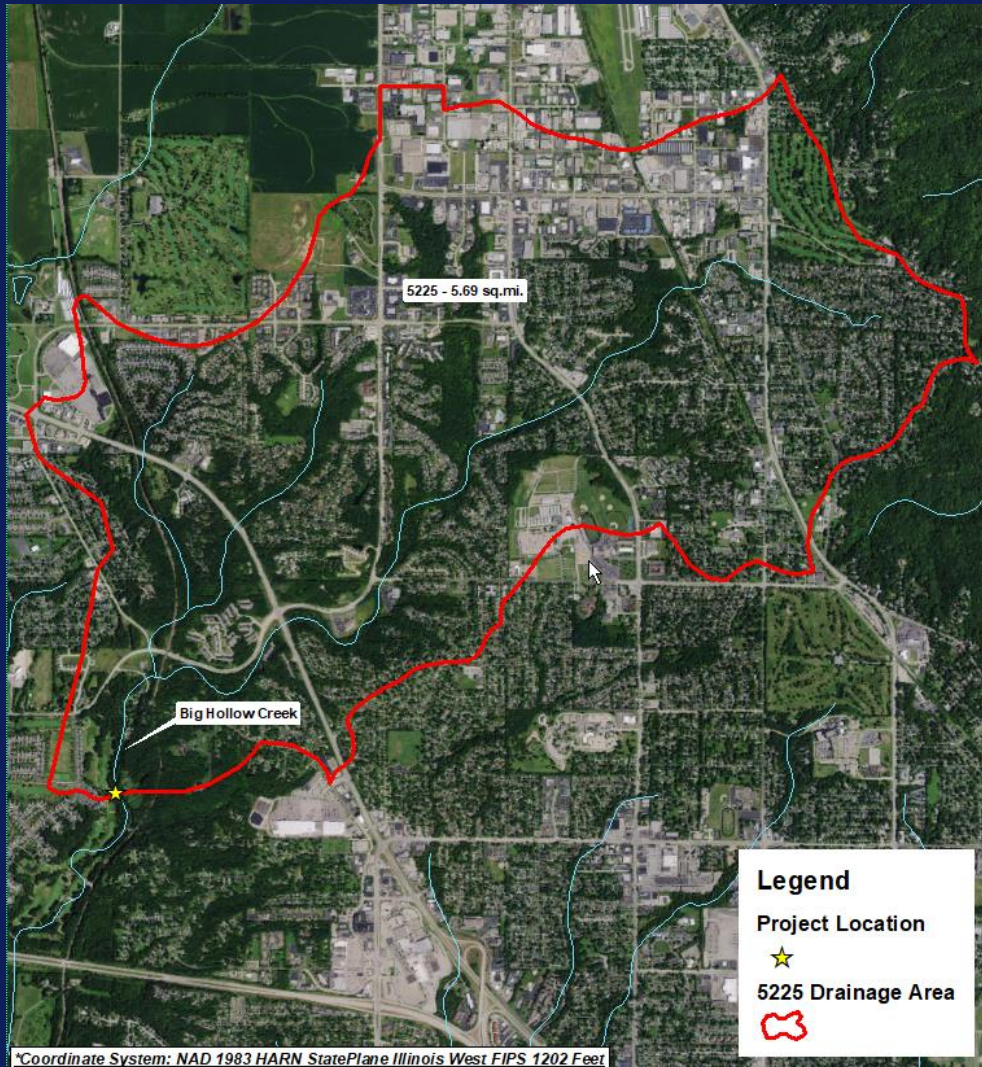 5225 - 5.69 sq.mi.
Big Hollow Creek
Legend
Project Location
5225 Drainage Area
*Coordinate System: NAD 1983 HARN StatePlane Illinois West FIPS 1202 Feet